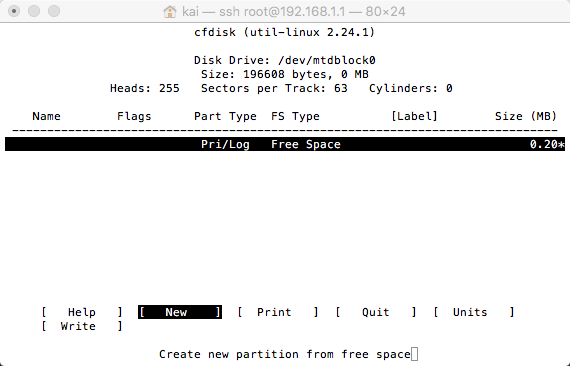 kai — ssh root@192.168.1.1 — 80×24
cfdisk (util-linux 2.24.1)
Disk Drive: /dev/mtdblock0
Size: 196608 bytes, 0 MB
Heads: 255   Sectors per Track: 63   Cylinders: 0
Name   Flags   Part Type   FS Type   [Label]   Size (MB)
------------------------------------------------------------------------------
Pri/Log   Free Space   0.20*
[   Help   ]  [   New    ]  [  Print   ]  [   Quit   ]  [  Units   ]
[  Write   ]
Create new partition from free space